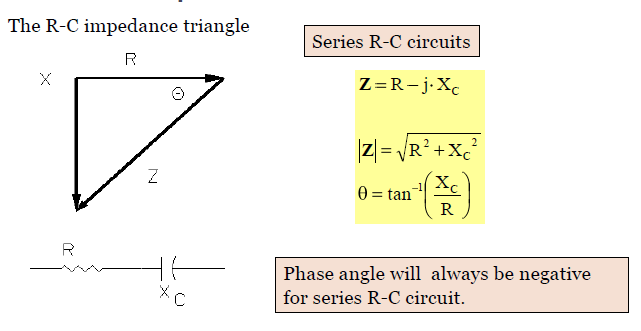 The R-C impedance triangle
Series R-C circuits
R
X
Θ
Z
Z = R − j·X_C
|Z| = √(R² + X_C²)
θ = tan⁻¹(X_C / R)
R
X_C
Phase angle will always be negative
for series R-C circuit.